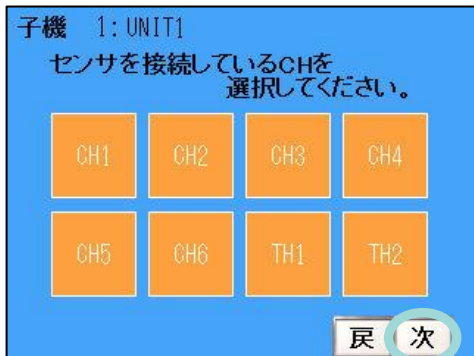 子機 1:UNIT1
センサを接続しているCHを
選択してください。
CH1 CH2 CH3 CH4
CH5 CH6 TH1 TH2
戻 次